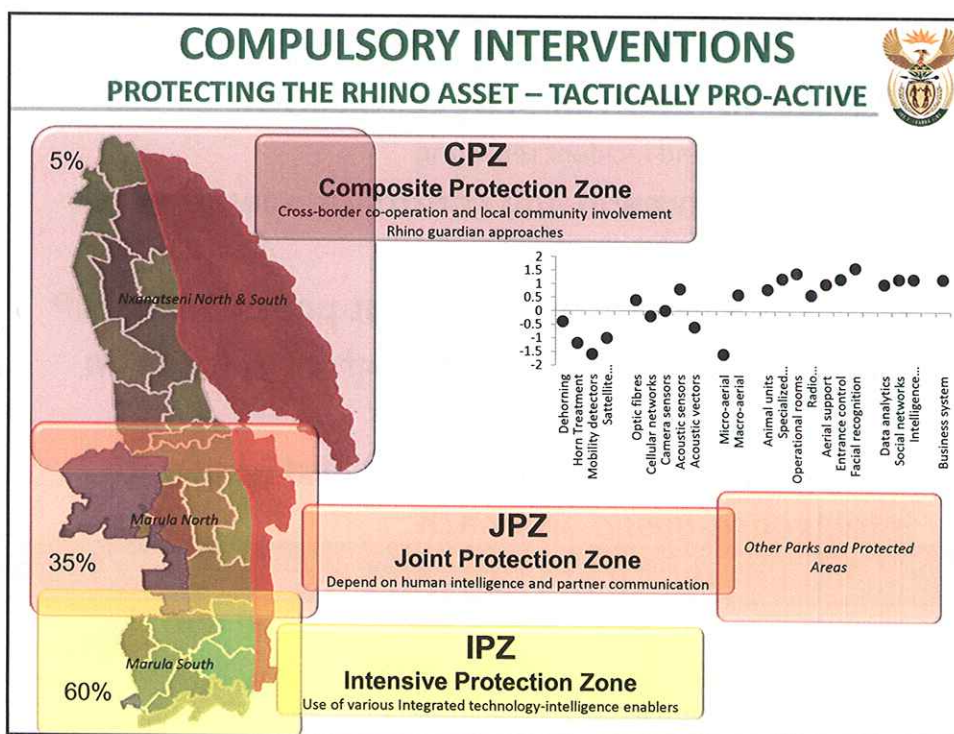 COMPULSORY INTERVENTIONS
PROTECTING THE RHINO ASSET – TACTICALLY PRO-ACTIVE
5%
CPZ
Composite Protection Zone
Cross-border co-operation and local community involvement
Rhino guardian approaches
Nxanatseni North & South
2
1.5
1
0.5
0
-0.5
-1
-1.5
-2
Dehorning
Horn Treatment
Mobility detectors
Sattellite...
Optic fibres
Cellular networks
Camera sensors
Acoustic sensors
Acoustic vectors
Micro-aerial
Macro-aerial
Animal units
Specialized...
Operational rooms
Radio...
Aerial support
Entrance control
Facial recognition
Data analytics
Social networks
Intelligence...
Business system
Marula North
35%
JPZ
Joint Protection Zone
Depend on human intelligence and partner communication
Other Parks and Protected
Areas
Marula South
60%
IPZ
Intensive Protection Zone
Use of various Integrated technology-intelligence enablers